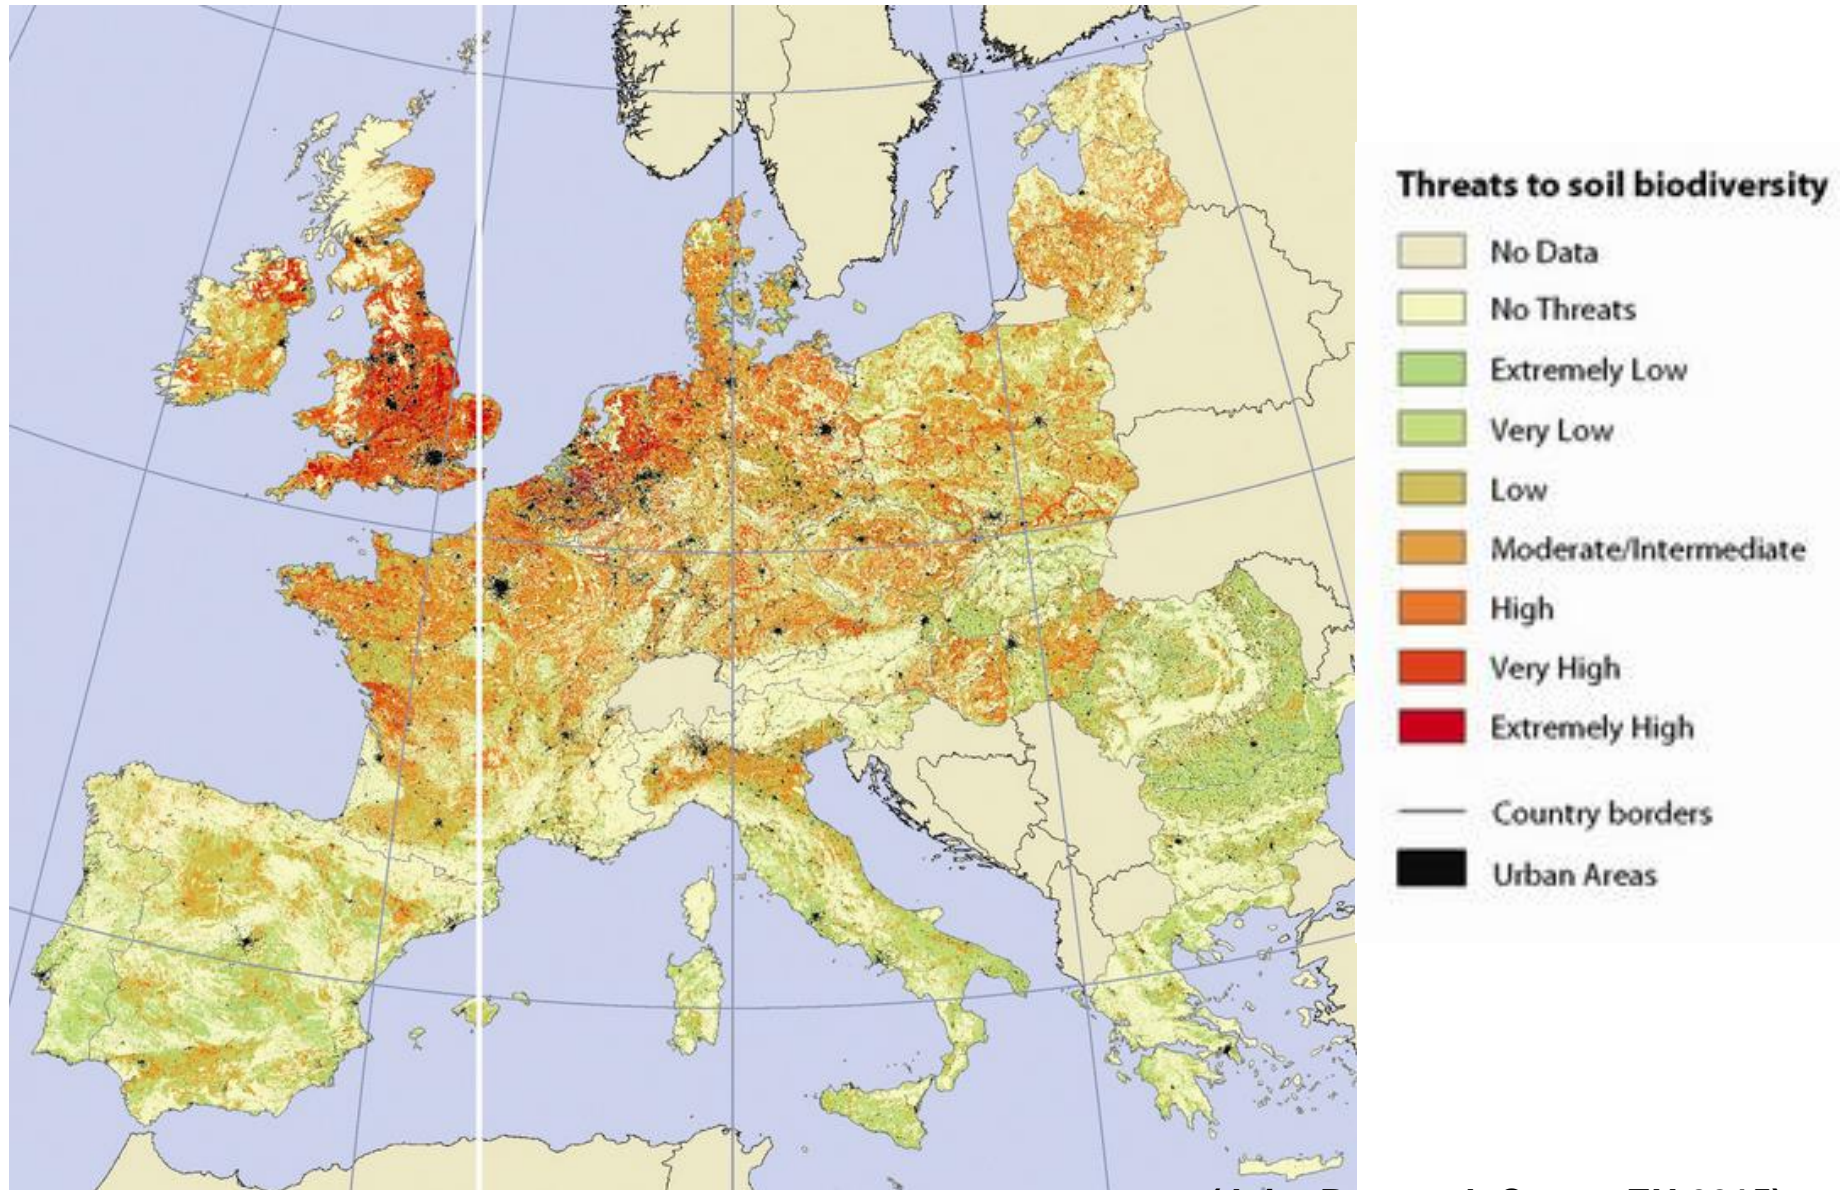 Threats to soil biodiversity
No Data
No Threats
Extremely Low
Very Low
Low
Moderate/Intermediate
High
Very High
Extremely High
Country borders
Urban Areas